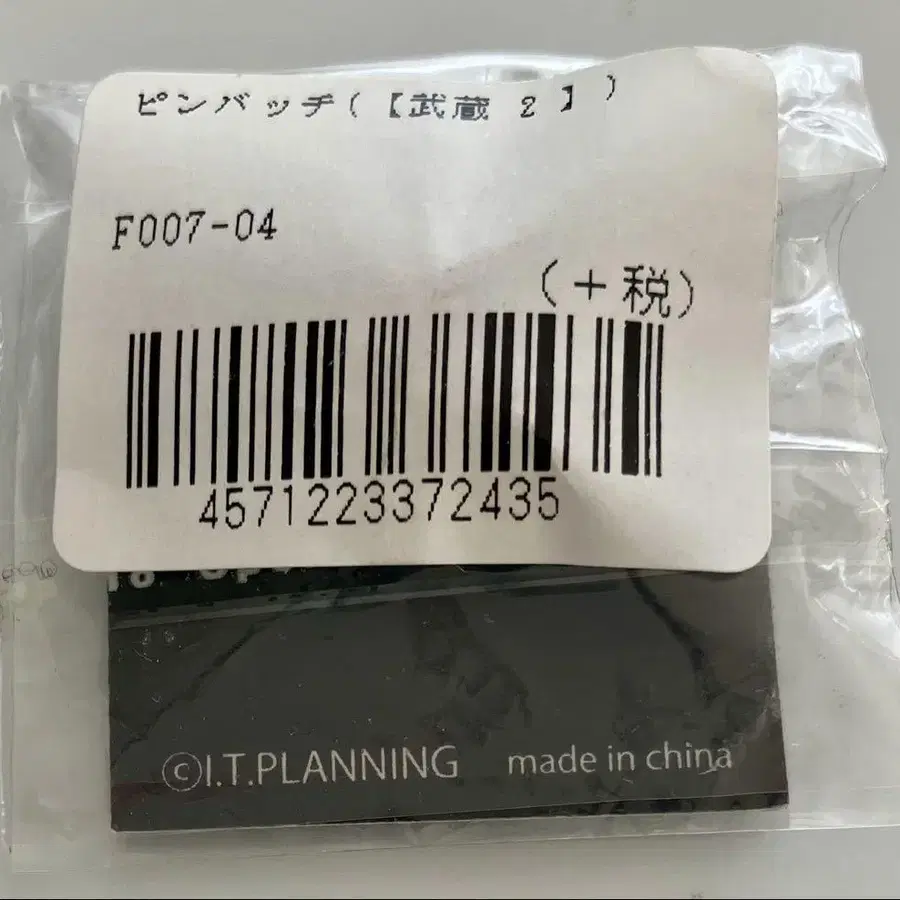 ピンバッチ(【武蔵 2】)
F007-04
(+税)
4571223372435
©I.T.PLANNING made in china